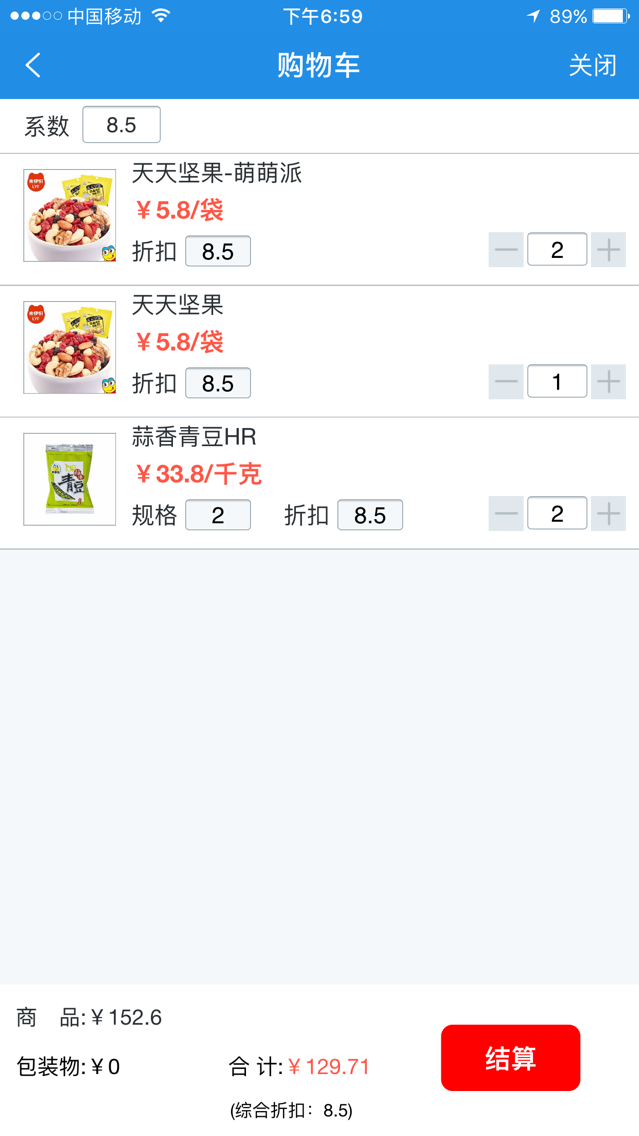 中国移动 下午6:59 89%
购物车 关闭
系数 8.5
天天坚果-萌萌派
¥5.8/袋
折扣 8.5 2
天天坚果
¥5.8/袋
折扣 8.5 1
蒜香青豆HR
¥33.8/千克
规格 2 折扣 8.5 2
青豆
商 品:¥152.6
包装物:¥0 合 计:¥129.71
结算
(综合折扣：8.5)